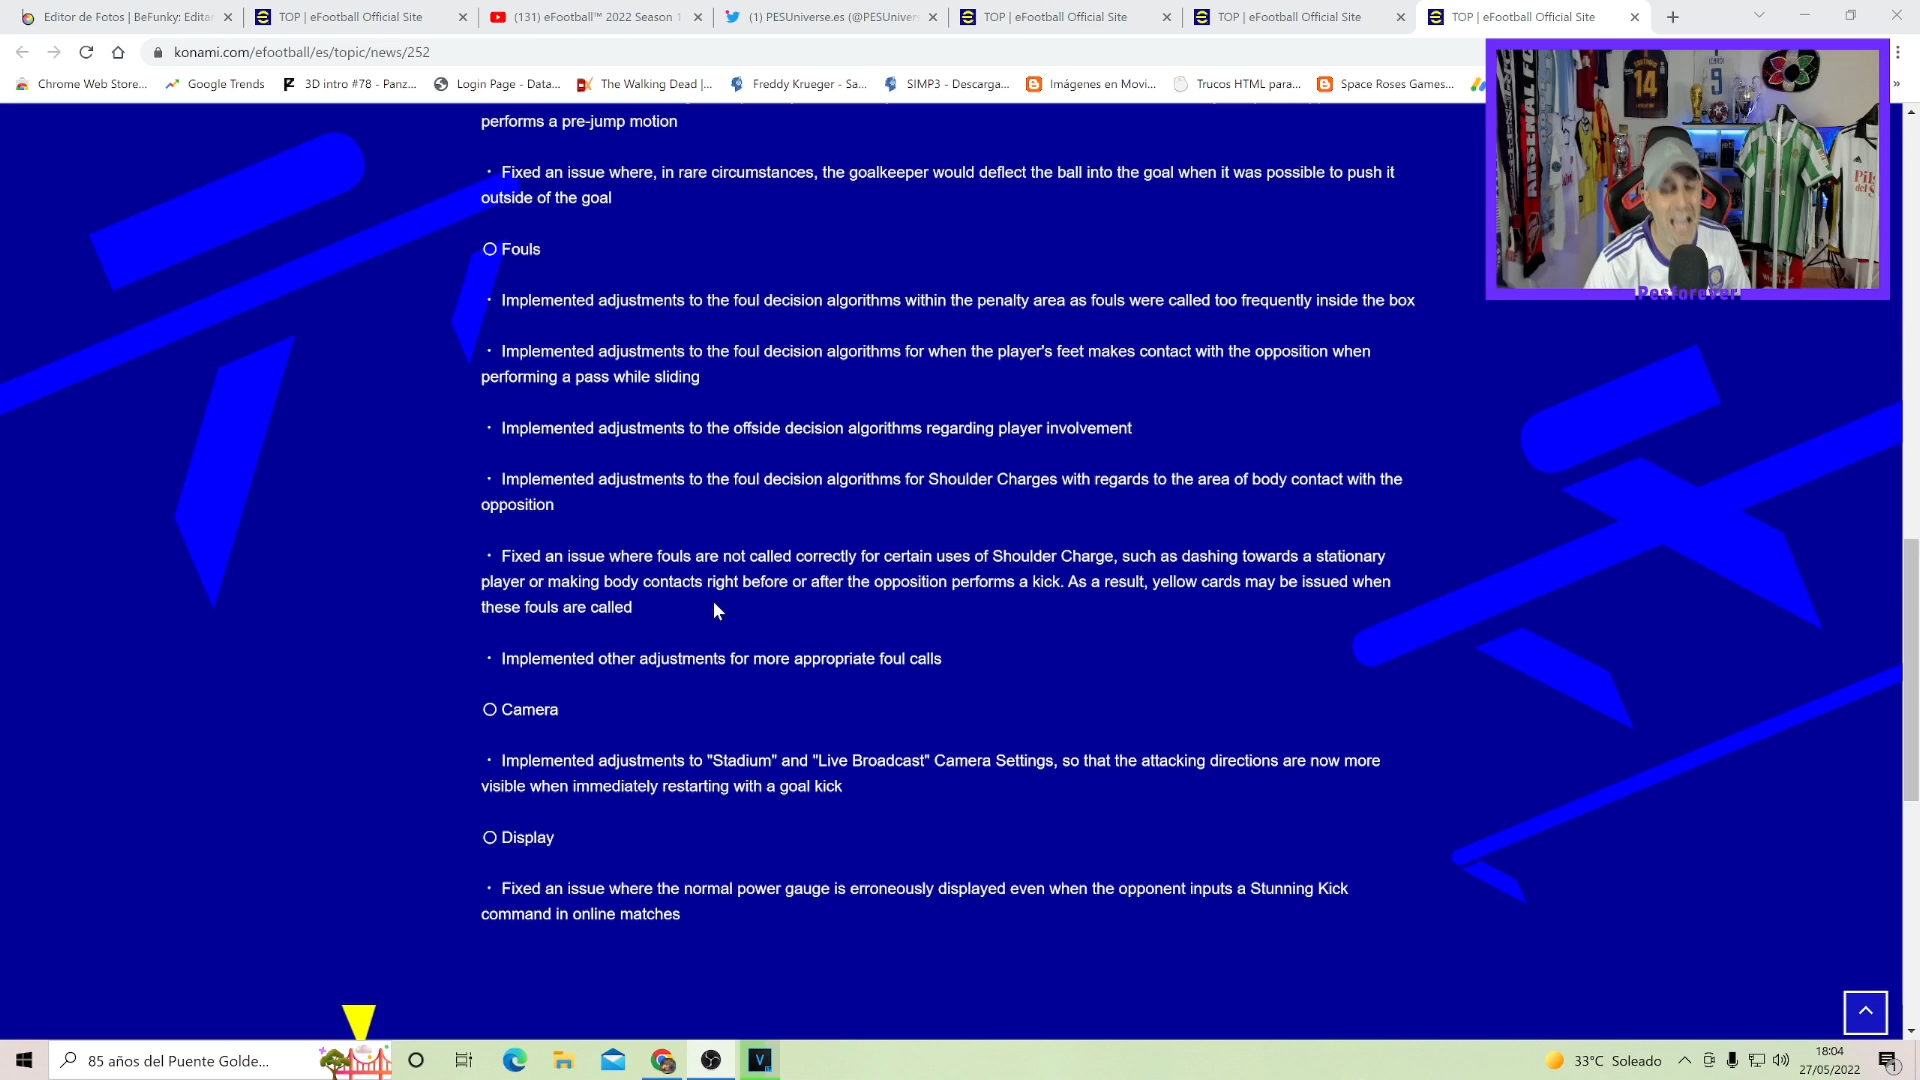 Editor de Fotos | BeFunky: Edita
TOP | eFootball Official Site
(131) eFootball™ 2022 Season 1
(1) PESUniverse.es (@PESUniver
TOP | eFootball Official Site
TOP | eFootball Official Site
TOP | eFootball Official Site
konami.com/efootball/es/topic/news/252
Chrome Web Store...
Google Trends
3D intro #78 - Panz...
Login Page - Data...
The Walking Dead |...
Freddy Krueger - Sa...
SIMP3 - Descarga...
Imágenes en Movi...
Trucos HTML para...
Space Roses Games...
»
performs a pre-jump motion
・ Fixed an issue where, in rare circumstances, the goalkeeper would deflect the ball into the goal when it was possible to push it
outside of the goal
〇 Fouls
・ Implemented adjustments to the foul decision algorithms within the penalty area as fouls were called too frequently inside the box
・ Implemented adjustments to the foul decision algorithms for when the player's feet makes contact with the opposition when
performing a pass while sliding
・ Implemented adjustments to the offside decision algorithms regarding player involvement
・ Implemented adjustments to the foul decision algorithms for Shoulder Charges with regards to the area of body contact with the
opposition
・ Fixed an issue where fouls are not called correctly for certain uses of Shoulder Charge, such as dashing towards a stationary
player or making body contacts right before or after the opposition performs a kick. As a result, yellow cards may be issued when
these fouls are called
・ Implemented other adjustments for more appropriate foul calls
〇 Camera
・ Implemented adjustments to "Stadium" and "Live Broadcast" Camera Settings, so that the attacking directions are now more
visible when immediately restarting with a goal kick
〇 Display
・ Fixed an issue where the normal power gauge is erroneously displayed even when the opponent inputs a Stunning Kick
command in online matches
ARSENAL
14
9
Pesforever
85 años del Puente Golde...
33°C Soleado
18:04
27/05/2022
1